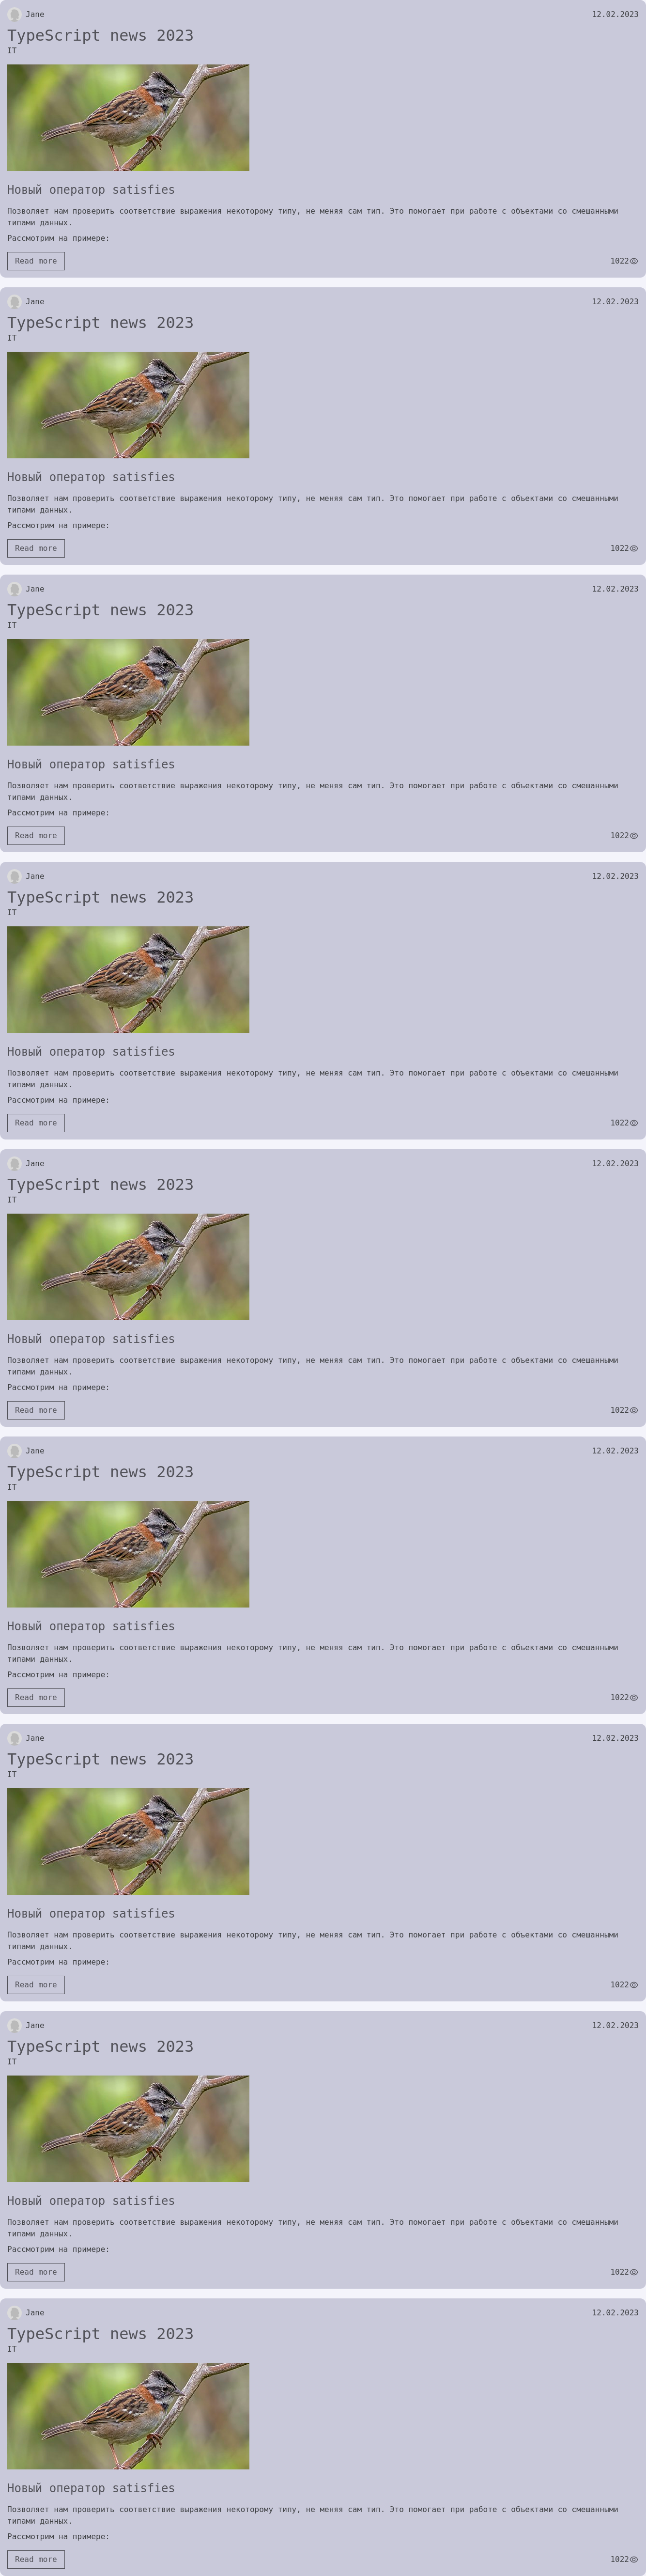 Jane 12.02.2023
TypeScript news 2023
IT
Новый оператор satisfies
Позволяет нам проверить соответствие выражения некоторому типу, не меняя сам тип. Это помогает при работе с объектами со смешанными
типами данных.
Рассмотрим на примере:
Read more 1022
Jane 12.02.2023
TypeScript news 2023
IT
Новый оператор satisfies
Позволяет нам проверить соответствие выражения некоторому типу, не меняя сам тип. Это помогает при работе с объектами со смешанными
типами данных.
Рассмотрим на примере:
Read more 1022
Jane 12.02.2023
TypeScript news 2023
IT
Новый оператор satisfies
Позволяет нам проверить соответствие выражения некоторому типу, не меняя сам тип. Это помогает при работе с объектами со смешанными
типами данных.
Рассмотрим на примере:
Read more 1022
Jane 12.02.2023
TypeScript news 2023
IT
Новый оператор satisfies
Позволяет нам проверить соответствие выражения некоторому типу, не меняя сам тип. Это помогает при работе с объектами со смешанными
типами данных.
Рассмотрим на примере:
Read more 1022
Jane 12.02.2023
TypeScript news 2023
IT
Новый оператор satisfies
Позволяет нам проверить соответствие выражения некоторому типу, не меняя сам тип. Это помогает при работе с объектами со смешанными
типами данных.
Рассмотрим на примере:
Read more 1022
Jane 12.02.2023
TypeScript news 2023
IT
Новый оператор satisfies
Позволяет нам проверить соответствие выражения некоторому типу, не меняя сам тип. Это помогает при работе с объектами со смешанными
типами данных.
Рассмотрим на примере:
Read more 1022
Jane 12.02.2023
TypeScript news 2023
IT
Новый оператор satisfies
Позволяет нам проверить соответствие выражения некоторому типу, не меняя сам тип. Это помогает при работе с объектами со смешанными
типами данных.
Рассмотрим на примере:
Read more 1022
Jane 12.02.2023
TypeScript news 2023
IT
Новый оператор satisfies
Позволяет нам проверить соответствие выражения некоторому типу, не меняя сам тип. Это помогает при работе с объектами со смешанными
типами данных.
Рассмотрим на примере:
Read more 1022
Jane 12.02.2023
TypeScript news 2023
IT
Новый оператор satisfies
Позволяет нам проверить соответствие выражения некоторому типу, не меняя сам тип. Это помогает при работе с объектами со смешанными
типами данных.
Рассмотрим на примере:
Read more 1022